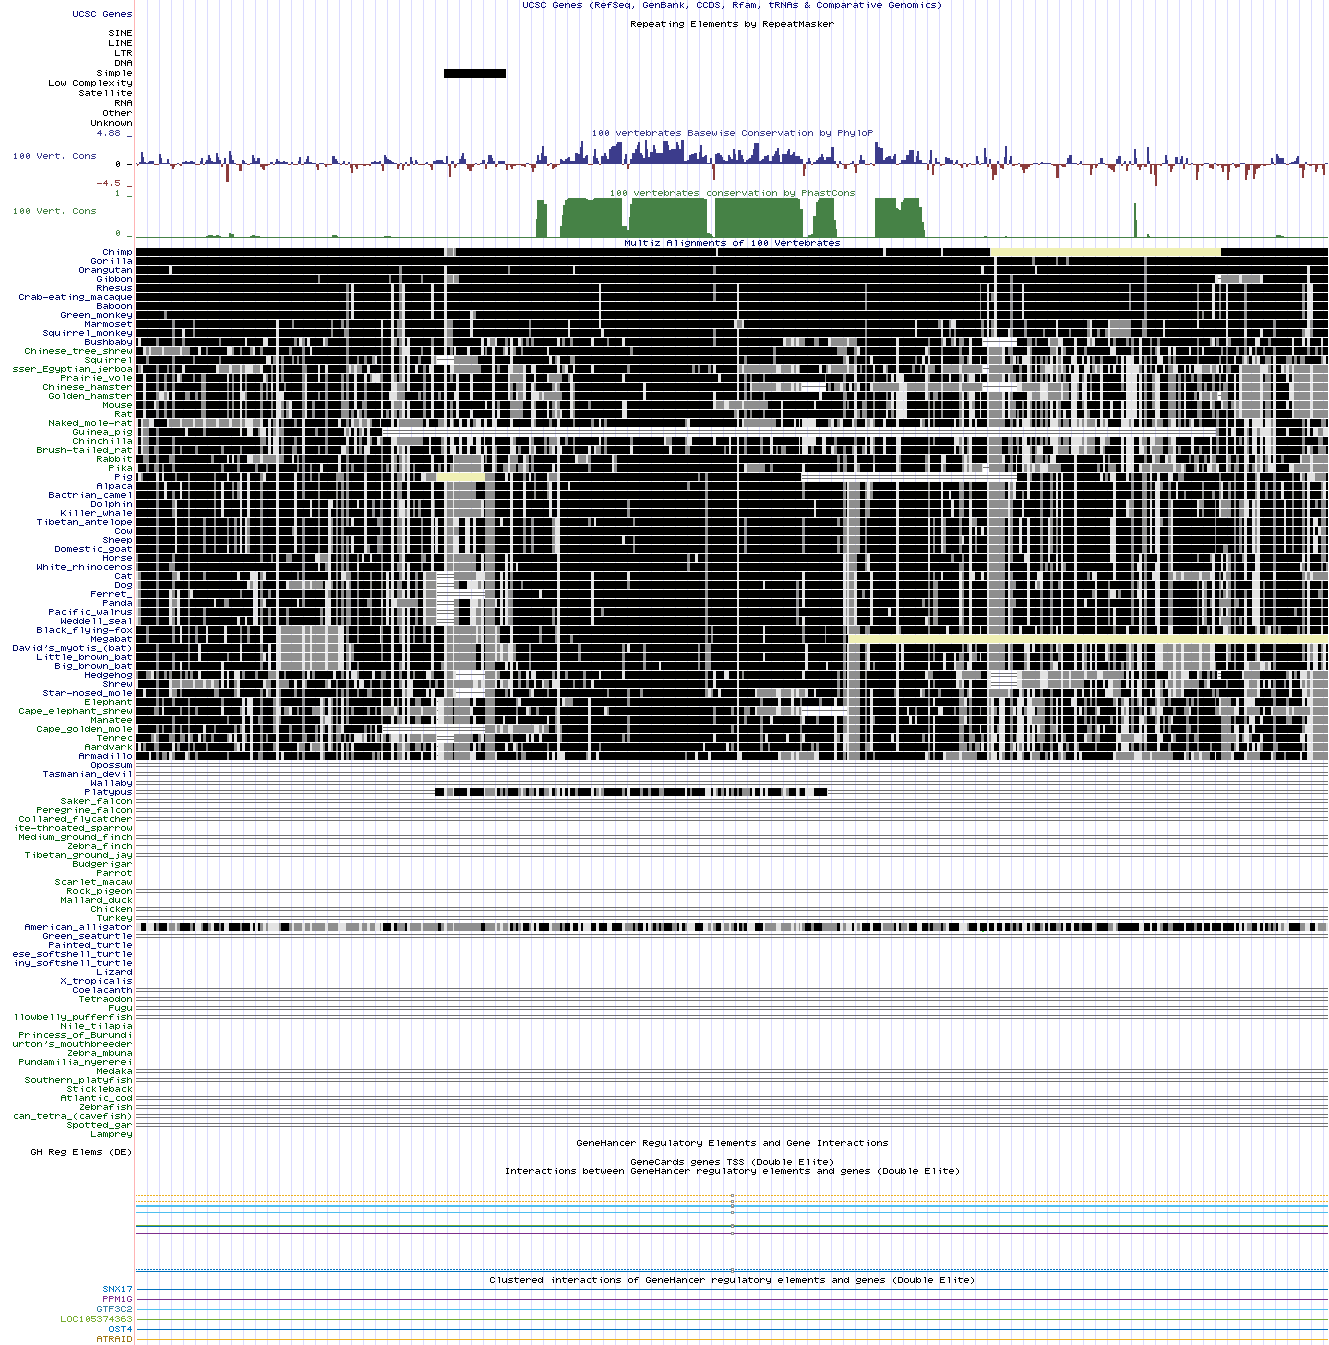 UCSC Genes (RefSeq, GenBank, CCDS, Rfam, tRNAs & Comparative Genomics)
UCSC Genes
Repeating Elements by RepeatMasker
SINE
LINE
LTR
DNA
Simple
Low Complexity
Satellite
RNA
Other
Unknown
4.88 _
100 vertebrates Basewise Conservation by PhyloP
100 Vert. Cons
0 –
-4.5 _
100 vertebrates conservation by PhastCons
1 _
100 Vert. Cons
0 _
Multiz Alignments of 100 Vertebrates
Chimp
Gorilla
Orangutan
Gibbon
Rhesus
Crab-eating_macaque
Baboon
Green_monkey
Marmoset
Squirrel_monkey
Bushbaby
Chinese_tree_shrew
Squirrel
sser_Egyptian_jerboa
Prairie_vole
Chinese_hamster
Golden_hamster
Mouse
Rat
Naked_mole-rat
Guinea_pig
Chinchilla
Brush-tailed_rat
Rabbit
Pika
Pig
Alpaca
Bactrian_camel
Dolphin
Killer_whale
Tibetan_antelope
Cow
Sheep
Domestic_goat
Horse
White_rhinoceros
Cat
Dog
Ferret_
Panda
Pacific_walrus
Weddell_seal
Black_flying-fox
Megabat
David's_myotis_(bat)
Little_brown_bat
Big_brown_bat
Hedgehog
Shrew
Star-nosed_mole
Elephant
Cape_elephant_shrew
Manatee
Cape_golden_mole
Tenrec
Aardvark
Armadillo
Opossum
Tasmanian_devil
Wallaby
Platypus
Saker_falcon
Peregrine_falcon
Collared_flycatcher
ite-throated_sparrow
Medium_ground_finch
Zebra_finch
Tibetan_ground_jay
Budgerigar
Parrot
Scarlet_macaw
Rock_pigeon
Mallard_duck
Chicken
Turkey
American_alligator
Green_seaturtle
Painted_turtle
ese_softshell_turtle
iny_softshell_turtle
Lizard
X_tropicalis
Coelacanth
Tetraodon
Fugu
llowbelly_pufferfish
Nile_tilapia
Princess_of_Burundi
urton's_mouthbreeder
Zebra_mbuna
Pundamilia_nyererei
Medaka
Southern_platyfish
Stickleback
Atlantic_cod
Zebrafish
can_tetra_(cavefish)
Spotted_gar
Lamprey
GeneHancer Regulatory Elements and Gene Interactions
GH Reg Elems (DE)
GeneCards genes TSS (Double Elite)
Interactions between GeneHancer regulatory elements and genes (Double Elite)
Clustered interactions of GeneHancer regulatory elements and genes (Double Elite)
SNX17
PPM1G
GTF3C2
LOC105374363
OST4
ATRAID